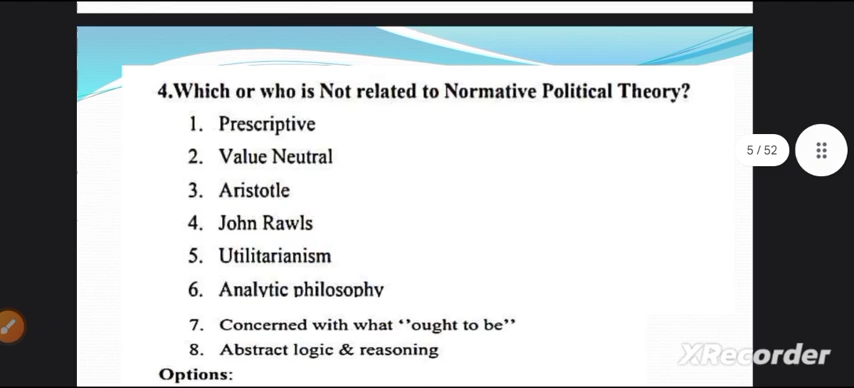 4.Which or who is Not related to Normative Political Theory?
1. Prescriptive
2. Value Neutral
3. Aristotle
4. John Rawls
5. Utilitarianism
6. Analytic philosophy
7. Concerned with what ‘’ought to be’’
8. Abstract logic & reasoning
Options:
5 / 52
XRecorder